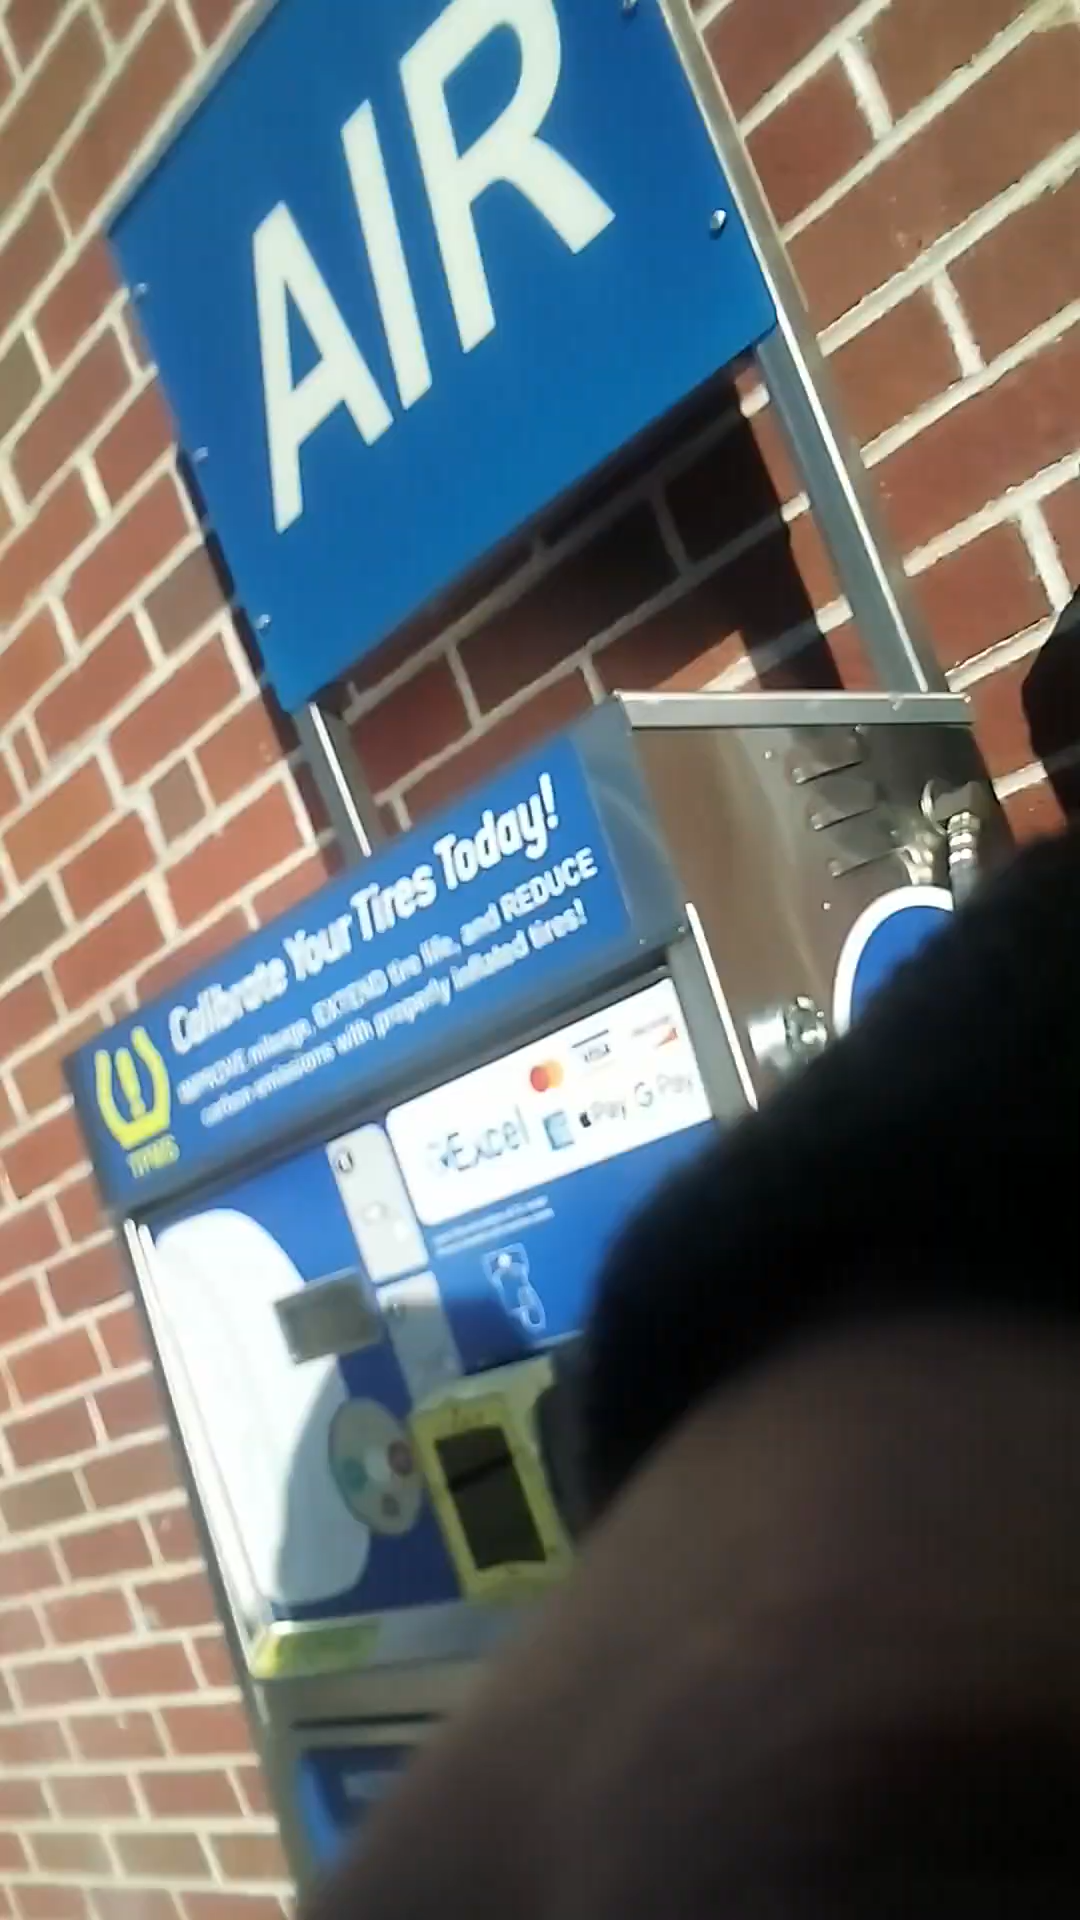 AIR
Calibrate Your Tires Today!
IMPROVE mileage, EXTEND tire life, and REDUCE
carbon emissions with properly inflated tires!
TPMS
VISA
Excel
Pay G Pay